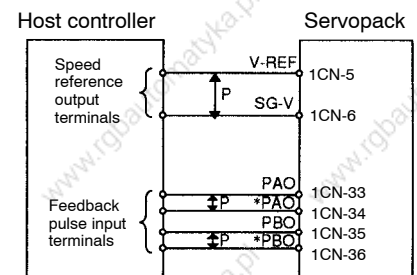 Host controller
Servopack
Speed
reference
output
terminals
V-REF
1CN-5
P
SG-V
1CN-6
Feedback
pulse input
terminals
PAO
1CN-33
P
*PAO
1CN-34
PBO
1CN-35
P
*PBO
1CN-36